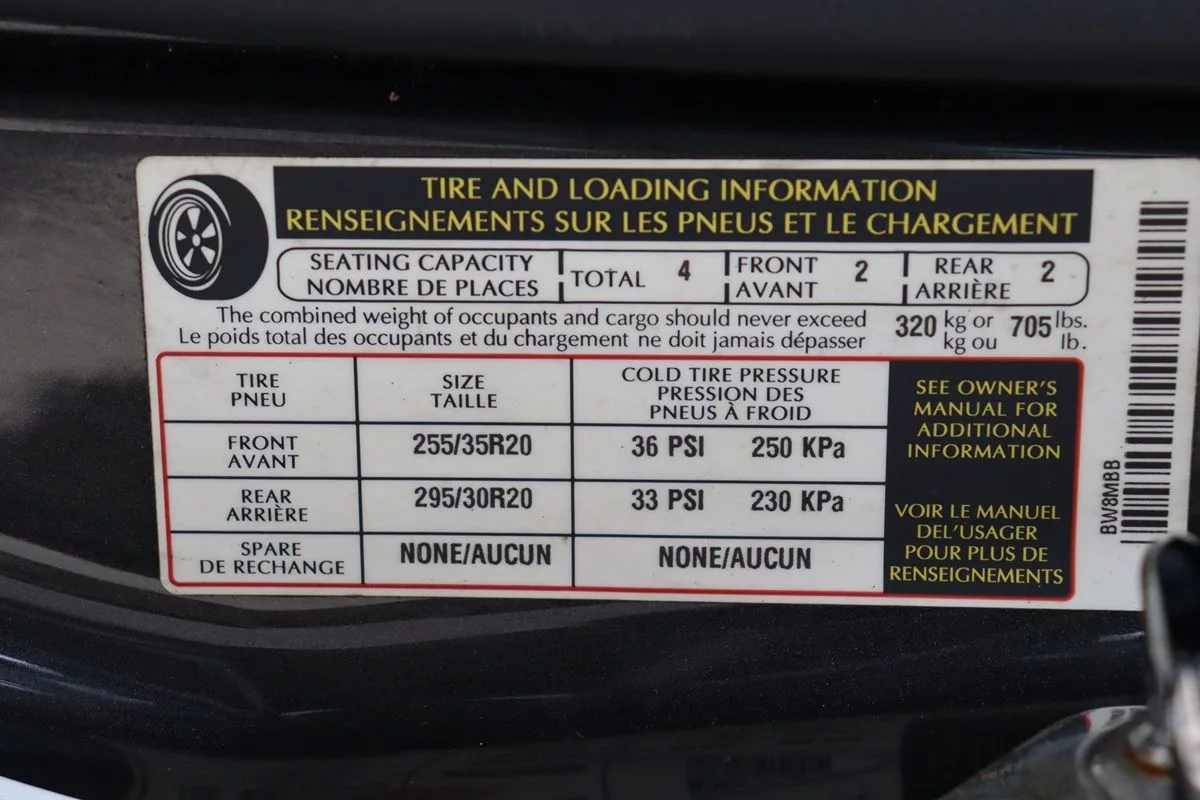 TIRE AND LOADING INFORMATION
RENSEIGNEMENTS SUR LES PNEUS ET LE CHARGEMENT
SEATING CAPACITY
NOMBRE DE PLACES
TOTAL 4
FRONT
AVANT
2
REAR
ARRIÈRE
2
The combined weight of occupants and cargo should never exceed
Le poids total des occupants et du chargement ne doit jamais dépasser
320 kg or 705 lbs.
kg ou lb.
TIRE
PNEU
SIZE
TAILLE
COLD TIRE PRESSURE
PRESSION DES
PNEUS À FROID
FRONT
AVANT
255/35R20
36 PSI 250 KPa
REAR
ARRIÈRE
295/30R20
33 PSI 230 KPa
SPARE
DE RECHANGE
NONE/AUCUN
NONE/AUCUN
SEE OWNER'S
MANUAL FOR
ADDITIONAL
INFORMATION
VOIR LE MANUEL
DEL'USAGER
POUR PLUS DE
RENSEIGNEMENTS
BW8MBB